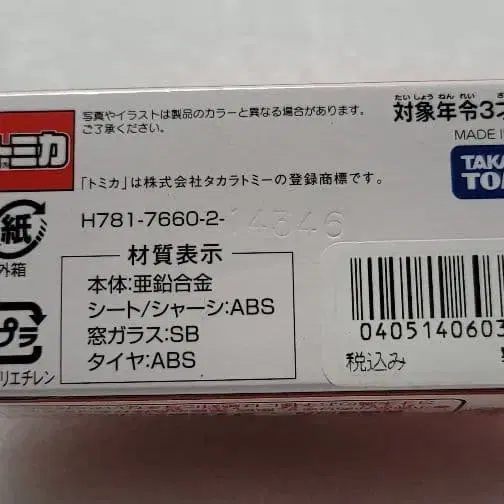 トミカ
写真やイラストは製品のカラーと異なる場合があります。
ご了承ください。
たいしょう ねん れい
対象年令3才
MADE I
TAKA
TOM
「トミカ」は株式会社タカラトミーの登録商標です。
H781-7660-2-14346
紙
外箱
プラ
リエチレン
材質表示
本体:亜鉛合金
シート/シャーシ:ABS
窓ガラス:SB
タイヤ:ABS
0405140603
税込み